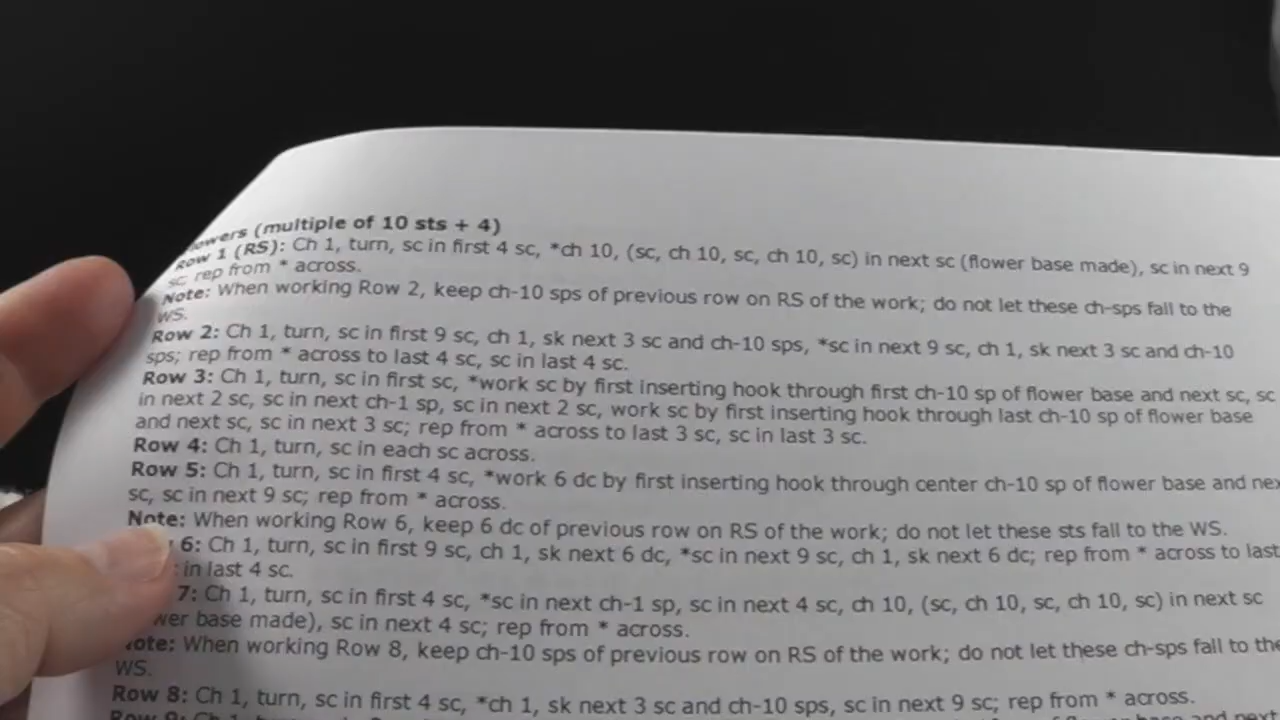 (multiple of 10 sts + 4)
Row 1 (RS): Ch 1, turn, sc in first 4 sc, *ch 10, (sc, ch 10, sc, ch 10, sc) in next sc (flower base made), sc in next 9
sc; rep from * across.
Note: When working Row 2, keep ch-10 sps of previous row on RS of the work; do not let these ch-sps fall to the
WS.
Row 2: Ch 1, turn, sc in first 9 sc, ch 1, sk next 3 sc and ch-10 sps, *sc in next 9 sc, ch 1, sk next 3 sc and ch-10
sps; rep from * across to last 4 sc, sc in last 4 sc.
Row 3: Ch 1, turn, sc in first sc, *work sc by first inserting hook through first ch-10 sp of flower base and next sc, sc
in next 2 sc, sc in next ch-1 sp, sc in next 2 sc, work sc by first inserting hook through last ch-10 sp of flower base
and next sc, sc in next 3 sc; rep from * across to last 3 sc, sc in last 3 sc.
Row 4: Ch 1, turn, sc in each sc across.
Row 5: Ch 1, turn, sc in first 4 sc, *work 6 dc by first inserting hook through center ch-10 sp of flower base and
sc, sc in next 9 sc; rep from * across.
Note: When working Row 6, keep 6 dc of previous row on RS of the work; do not let these sts fall to the WS.
6: Ch 1, turn, sc in first 9 sc, ch 1, sk next 6 dc, *sc in next 9 sc, ch 1, sk next 6 dc; rep from * across to last
in last 4 sc.
7: Ch 1, turn, sc in first 4 sc, *sc in next ch-1 sp, sc in next 4 sc, ch 10, (sc, ch 10, sc, ch 10, sc) in next sc
base made), sc in next 4 sc; rep from * across.
Note: When working Row 8, keep ch-10 sps of previous row on RS of the work; do not let these ch-sps fall to the
WS.
Row 8: Ch 1, turn, sc in first 4 sc, *ch 1, sk next 3 sc and ch-10 sps, sc in next 9 sc; rep from * across.